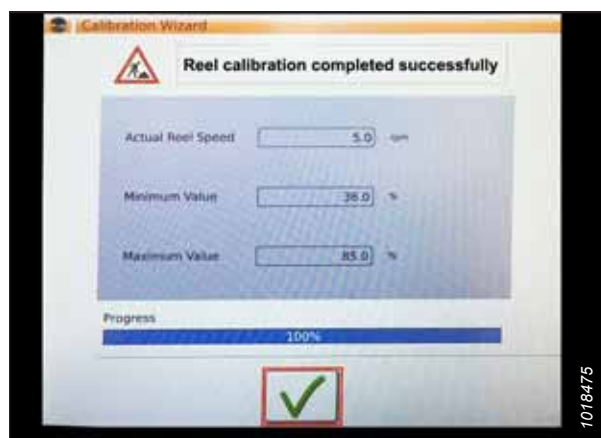 Calibration Wizard
Reel calibration completed successfully
Actual Reel Speed 5.0 rpm
Minimum Value 36.0 %
Maximum Value 85.0 %
Progress
100%
1018475